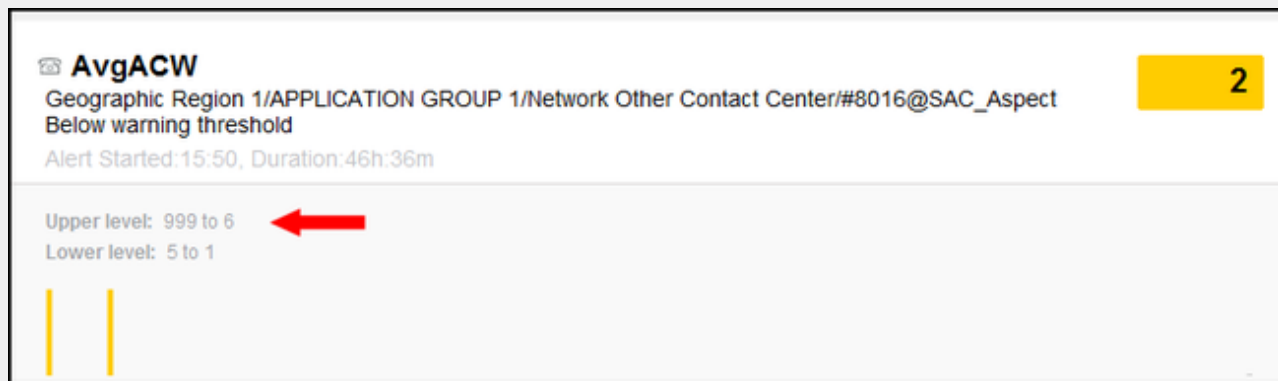 AvgACW
2
Geographic Region 1/APPLICATION GROUP 1/Network Other Contact Center/#8016@SAC_Aspect
Below warning threshold
Alert Started:15:50, Duration:46h:36m
Upper level: 999 to 6
Lower level: 5 to 1